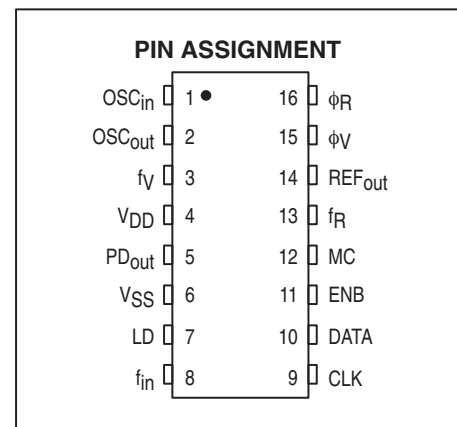 PIN ASSIGNMENT
OSCin 1 16 ϕR
OSCout 2 15 ϕV
fV 3 14 REFout
VDD 4 13 fR
PDout 5 12 MC
VSS 6 11 ENB
LD 7 10 DATA
fin 8 9 CLK